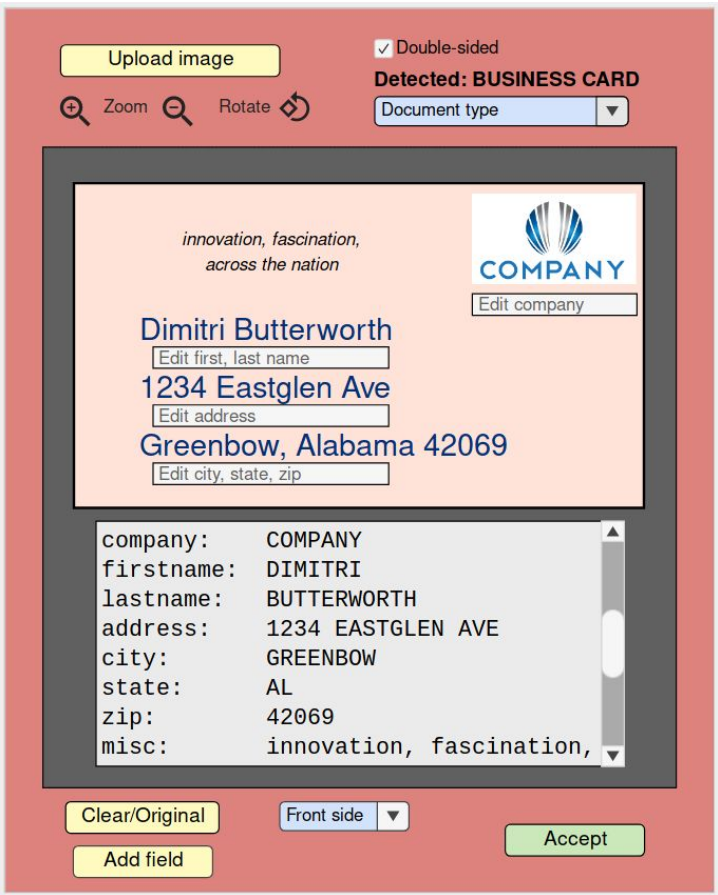 Upload image
Double-sided
Detected: BUSINESS CARD
Zoom
Rotate
Document type
innovation, fascination,
across the nation
COMPANY
Edit company
Dimitri Butterworth
Edit first, last name
1234 Eastglen Ave
Edit address
Greenbow, Alabama 42069
Edit city, state, zip
company: COMPANY
firstname: DIMITRI
lastname: BUTTERWORTH
address: 1234 EASTGLEN AVE
city: GREENBOW
state: AL
zip: 42069
misc: innovation, fascination,
Clear/Original
Front side
Accept
Add field